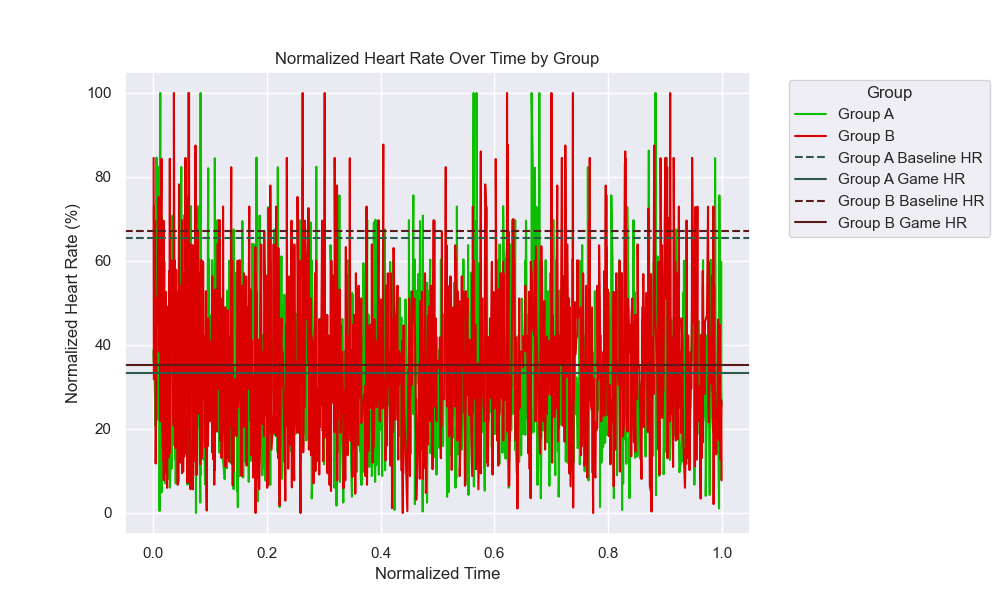 Normalized Heart Rate Over Time by Group
Normalized Heart Rate (%)
100
80
60
40
20
0
0.0 0.2 0.4 0.6 0.8 1.0
Normalized Time
Group
Group A
Group B
Group A Baseline HR
Group A Game HR
Group B Baseline HR
Group B Game HR